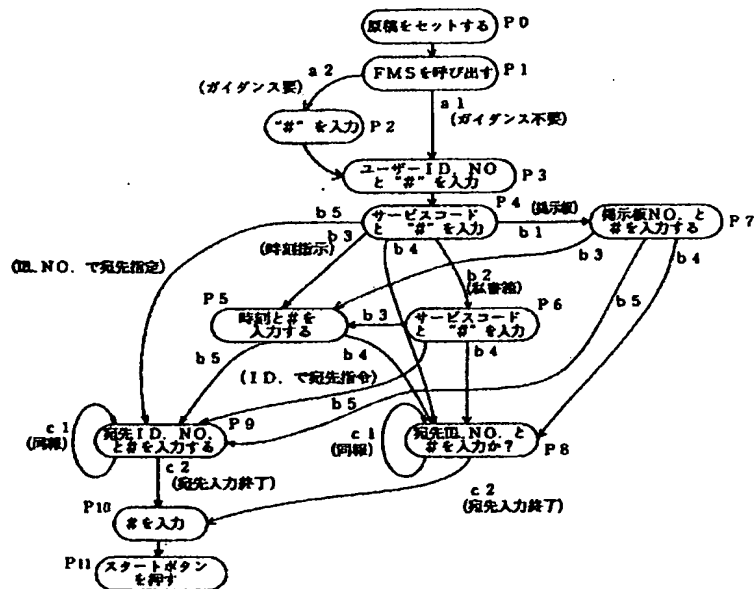 原稿をセットする P0
FMSを呼び出す P1
a2
(ガイダンス要)
a1
(ガイダンス不要)
"#"を入力 P2
ユーザーID、NO
と "#" を入力 P3
P4
サービスコード
と "#" を入力
(掲示板)
b1
掲示板NO. と
#を入力する P7
b5
b3
(時刻指示)
b4
b2
(私書箱)
b3
b4
b5
NO. で宛先指定)
P5
時刻と#を
入力する
b3
P6
サービスコード
と "#" を入力
b5
b4
b4
(ID. で宛先指令)
b5
c1
(同報)
P9
宛先ID、NO.
と#を入力する
c1
(同報)
NO. と
#を入力か?
P8
c2
(宛先入力終了)
c2
(宛先入力終了)
P10
#を入力
P11
スタートボタン
を押す